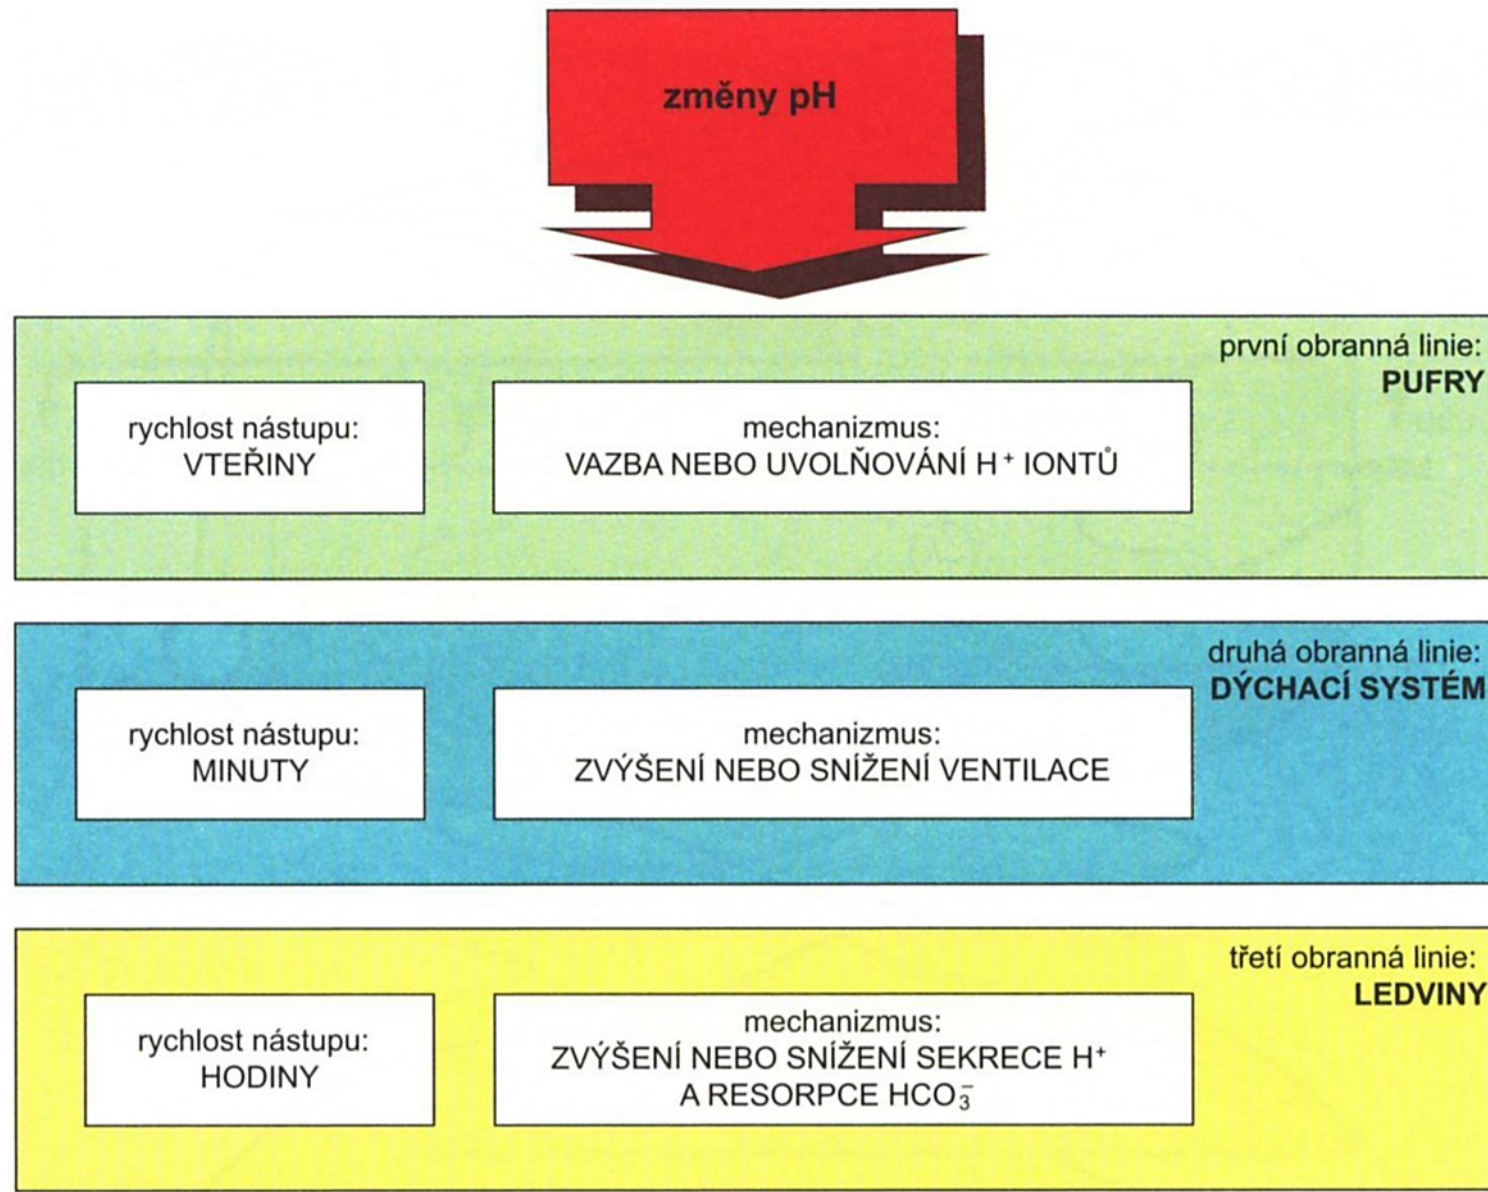 změny pH
první obranná linie:
PUFRY
rychlost nástupu:
VTEŘINY
mechanizmus:
VAZBA NEBO UVOLŇOVÁNÍ H⁺ IONTŮ
druhá obranná linie:
DÝCHACÍ SYSTÉM
rychlost nástupu:
MINUTY
mechanizmus:
ZVÝŠENÍ NEBO SNÍŽENÍ VENTILACE
třetí obranná linie:
LEDVINY
rychlost nástupu:
HODINY
mechanizmus:
ZVÝŠENÍ NEBO SNÍŽENÍ SEKRECE H⁺
A RESORPCE HCO₃⁻